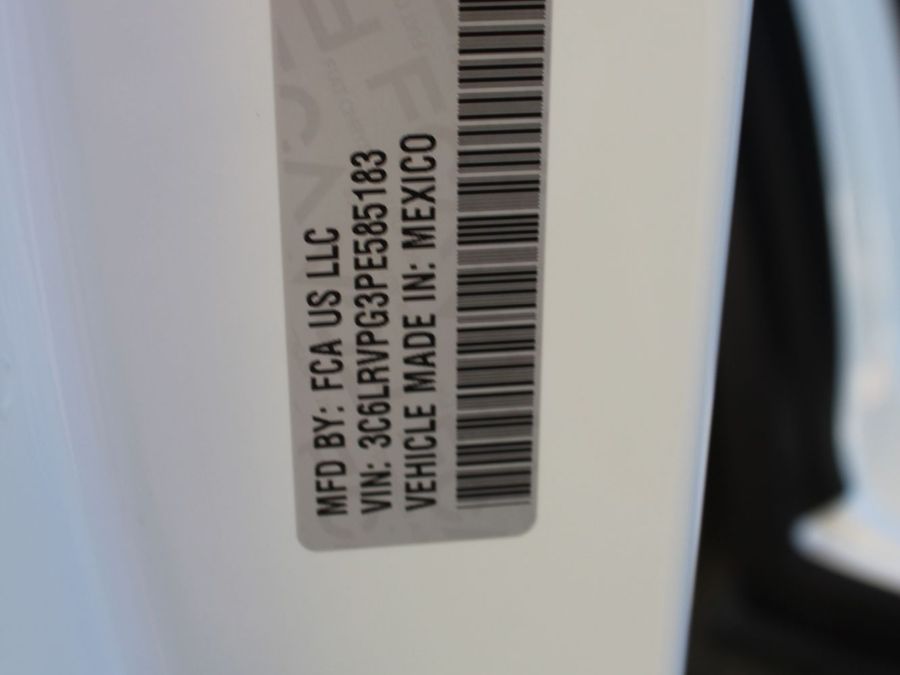 MFD BY: FCA US LLC
VIN: 3C6LRVPG3PE585183
VEHICLE MADE IN: MEXICO